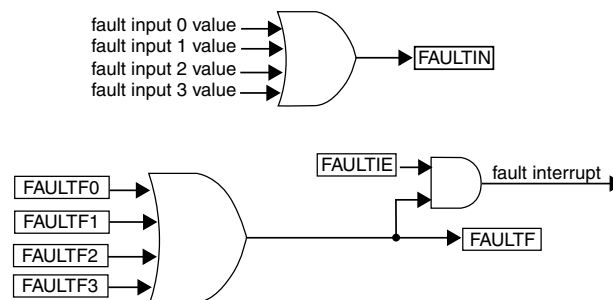 fault input 0 value
fault input 1 value
fault input 2 value
fault input 3 value
FAULTIN
FAULTIE
fault interrupt
FAULTF0
FAULTF1
FAULTF2
FAULTF3
FAULTF